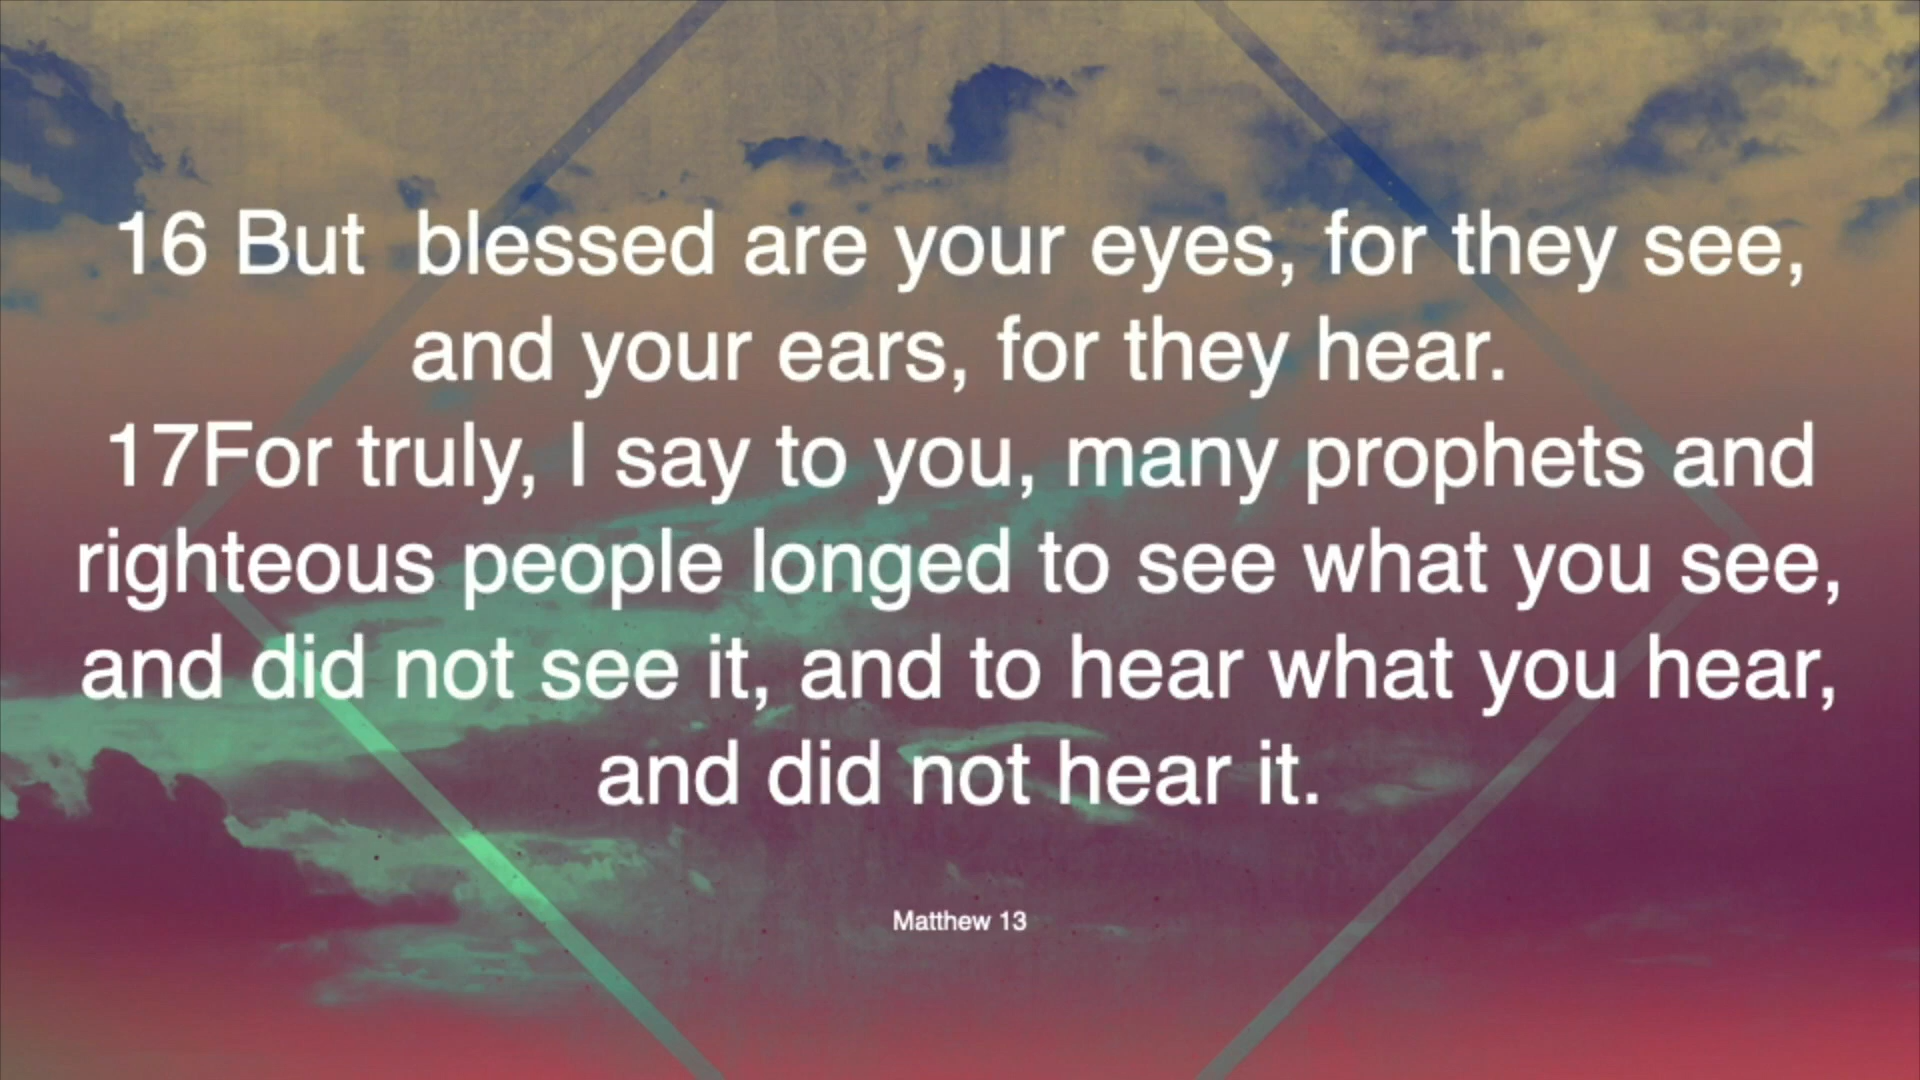 16 But  blessed are your eyes, for they see,
and your ears, for they hear.
17For truly, I say to you, many prophets and
righteous people longed to see what you see,
and did not see it, and to hear what you hear,
and did not hear it.
Matthew 13